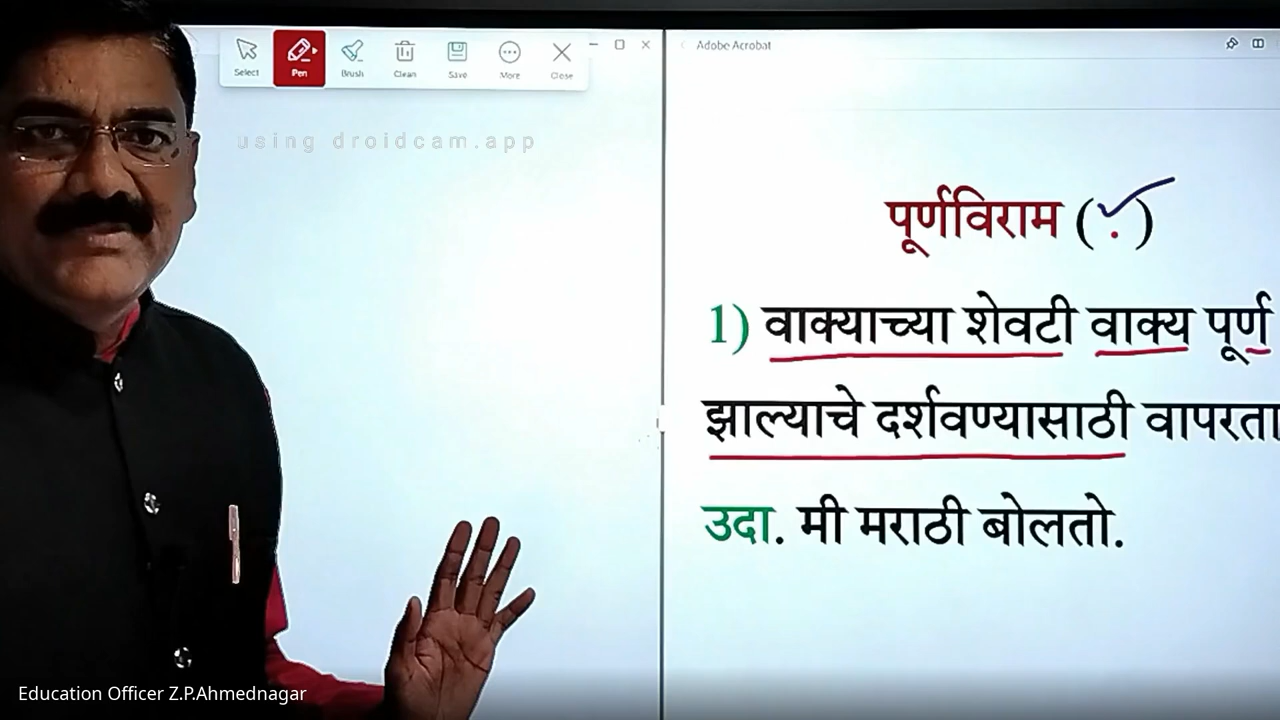 Select Pen Brush Clean Save More Close
Adobe Acrobat
using droidcam.app
पूर्णविराम (.)
1) वाक्याच्या शेवटी वाक्य पूर्ण
झाल्याचे दर्शवण्यासाठी वापरता
उदा. मी मराठी बोलतो.
Education Officer Z.P.Ahmednagar